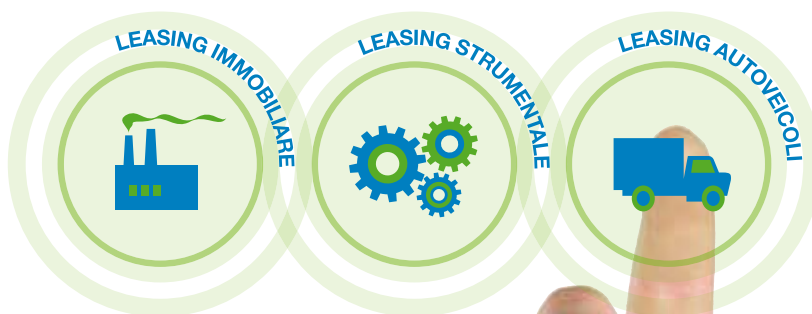 LEASING IMMOBILIARE
LEASING STRUMENTALE
LEASING AUTOVEICOLI